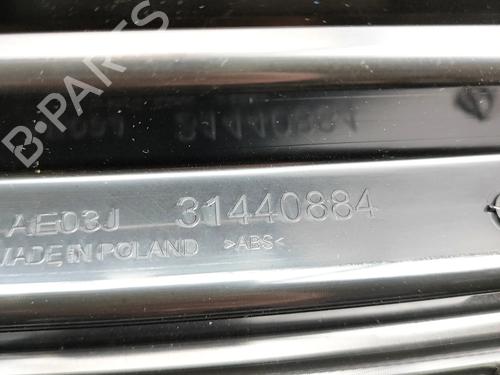 B-PARTS
AE03J 31440884
MADE IN POLAND >ABS<